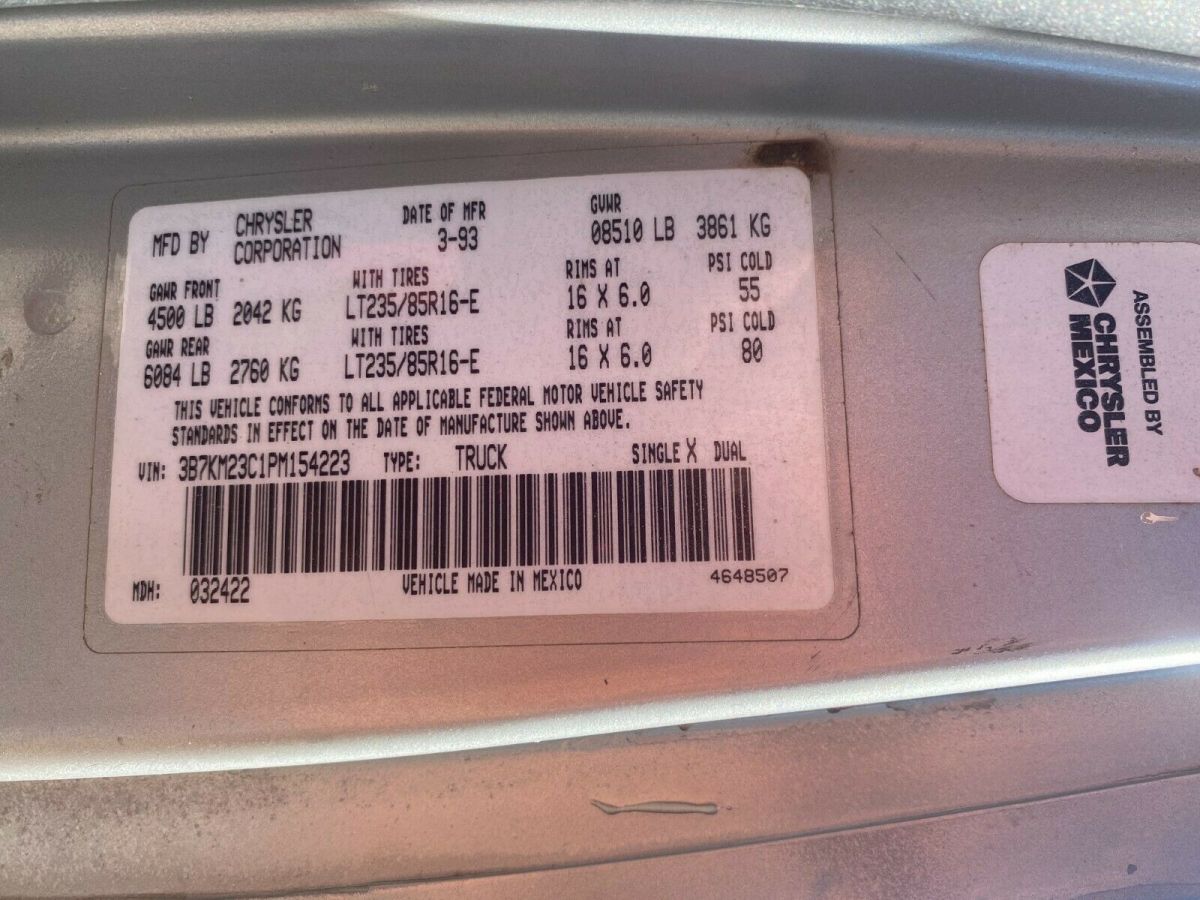 MFD BY CHRYSLER CORPORATION
DATE OF MFR 3-93
GVWR 08510 LB 3861 KG
GAWR FRONT WITH TIRES RIMS AT PSI COLD
4500 LB 2042 KG LT235/85R16-E 16 X 6.0 55
GAWR REAR WITH TIRES RIMS AT PSI COLD
6084 LB 2760 KG LT235/85R16-E 16 X 6.0 80
THIS VEHICLE CONFORMS TO ALL APPLICABLE FEDERAL MOTOR VEHICLE SAFETY
STANDARDS IN EFFECT ON THE DATE OF MANUFACTURE SHOWN ABOVE.
VIN: 3B7KM23C1PM154223 TYPE: TRUCK SINGLE X DUAL
MDH: 032422 VEHICLE MADE IN MEXICO 4648507
ASSEMBLED BY
CHRYSLER
MEXICO